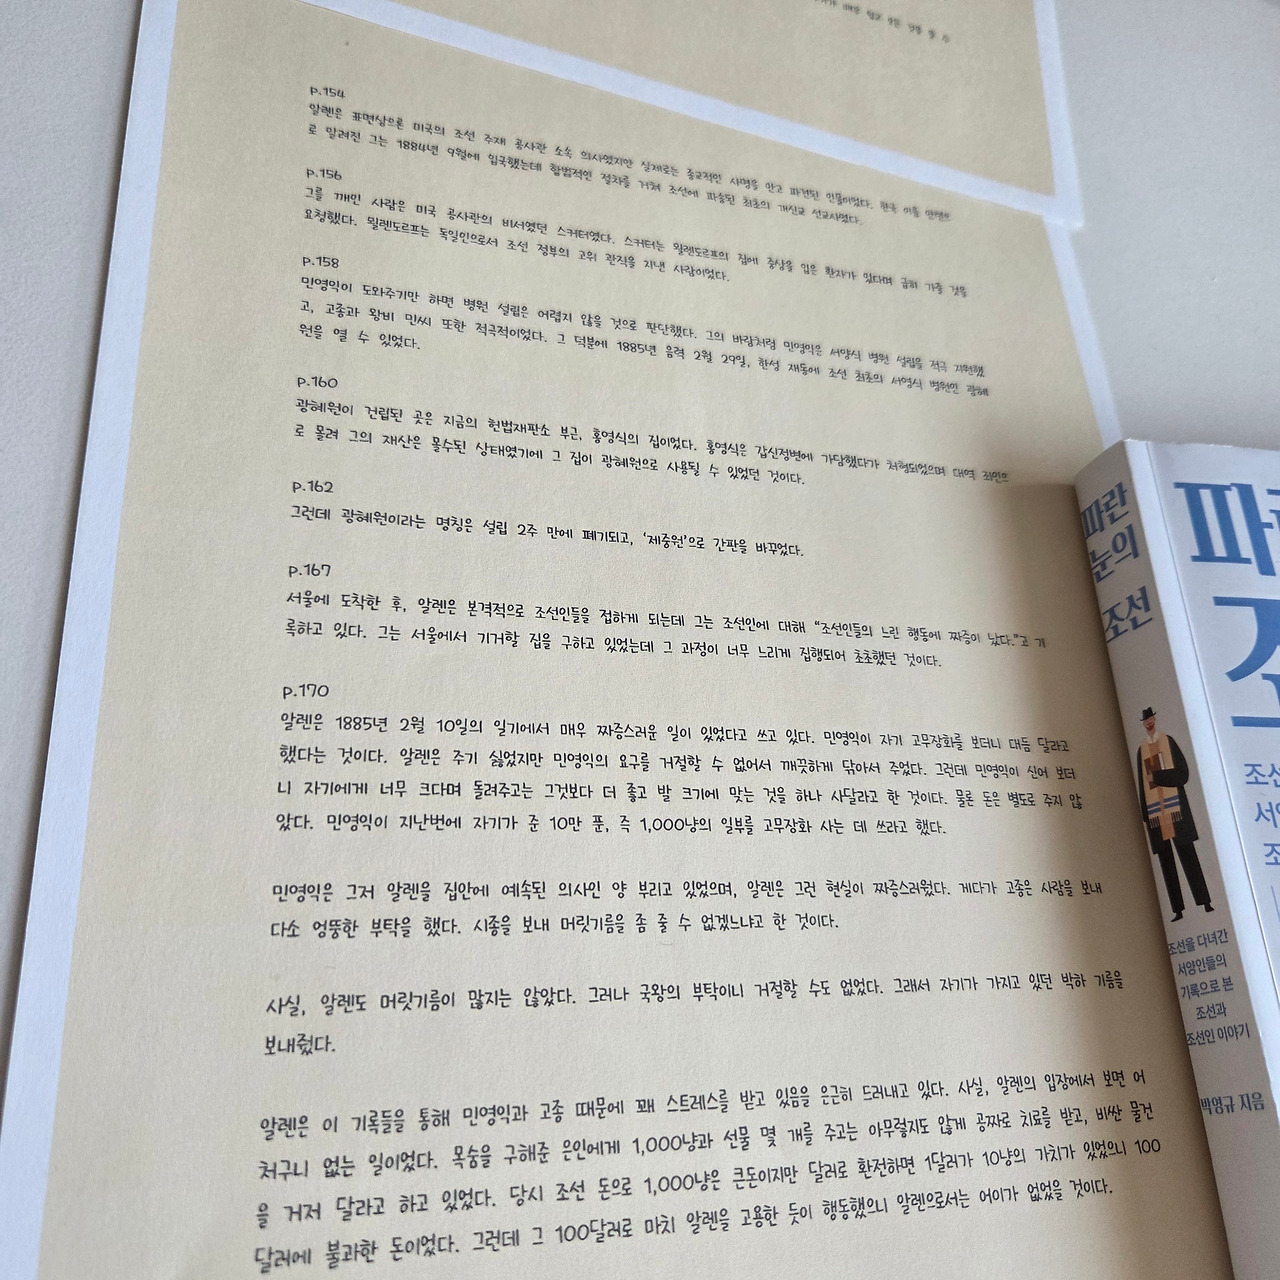 p.154
알렌은 표면상으론 미국의 조선 주재 공사관 소속 의사였지만 실제로는 종교적인 사명을 안고 파견된 인물이었다. 한국 이름 안련으
로 알려진 그는 1884년 9월에 입국했는데 합법적인 절차를 거쳐 조선에 파송된 최초의 개신교 선교사였다.
p.156
그를 깨인 사람은 미국 공사관의 비서였던 스커더였다. 스커더는 묄렌도르프의 집에 중상을 입은 환자가 있다며 급히 가줄 것을
요청했다. 묄렌도르프는 독일인으로서 조선 정부의 고위 관직을 지낸 사람이었다.
p.158
민영익이 도와주기만 하면 병원 설립은 어렵지 않을 것으로 판단했다. 그의 바람처럼 민영익은 서양식 병원 설립을 적극 지원했
고, 고종과 왕비 민씨 또한 적극적이었다. 그 덕분에 1885년 음력 2월 29일, 한성 재동에 조선 최초의 서영식 병원인 광혜
원을 열 수 있었다.
p.160
광혜원이 건립된 곳은 지금의 헌법재판소 부근, 홍영식의 집이었다. 홍영식은 갑신정변에 가담했다가 처형되었으며 대역 죄인으
로 몰려 그의 재산은 몰수된 상태였기에 그 집이 광혜원으로 사용될 수 있었던 것이다.
p.162
그런데 광혜원이라는 명칭은 설립 2주 만에 폐기되고, ‘제중원’으로 간판을 바꾸었다.
p.167
서울에 도착한 후, 알렌은 본격적으로 조선인들을 접하게 되는데 그는 조선인에 대해 “조선인들의 느린 행동에 짜증이 났다.”고 기
록하고 있다. 그는 서울에서 기거할 집을 구하고 있었는데 그 과정이 너무 느리게 집행되어 초초했던 것이다.
p.170
알렌은 1885년 2월 10일의 일기에서 매우 짜증스러운 일이 있었다고 쓰고 있다. 민영익이 자기 고무장화를 보더니 대뜸 달라고
했다는 것이다. 알렌은 주기 싫었지만 민영익의 요구를 거절할 수 없어서 깨끗하게 닦아서 주었다. 그런데 민영익이 신어 보더
니 자기에게 너무 크다며 돌려주고는 그것보다 더 좋고 발 크기에 맞는 것을 하나 사달라고 한 것이다. 물론 돈은 별도로 주지 않
았다. 민영익이 지난번에 자기가 준 10만 푼, 즉 1,000냥의 일부를 고무장화 사는 데 쓰라고 했다.
민영익은 그저 알렌을 집안에 예속된 의사인 양 부리고 있었으며, 알렌은 그런 현실이 짜증스러웠다. 게다가 고종은 사람을 보내
다소 엉뚱한 부탁을 했다. 시종을 보내 머릿기름을 좀 줄 수 없겠느냐고 한 것이다.
사실, 알렌도 머릿기름이 많지는 않았다. 그러나 국왕의 부탁이니 거절할 수도 없었다. 그래서 자기가 가지고 있던 박하 기름을
보내줬다.
알렌은 이 기록들을 통해 민영익과 고종 때문에 꽤 스트레스를 받고 있음을 은근히 드러내고 있다. 사실, 알렌의 입장에서 보면 어
처구니 없는 일이었다. 목숨을 구해준 은인에게 1,000냥과 선물 몇 개를 주고는 아무렇지도 않게 공짜로 치료를 받고, 비싼 물건
을 거저 달라고 하고 있었다. 당시 조선 돈으로 1,000냥은 큰돈이지만 달러로 환전하면 1달러가 10냥의 가치가 있었으니 100
달러에 불과한 돈이었다. 그런데 그 100달러로 마치 알렌을 고용한 듯이 행동했으니 알렌으로서는 어이가 없었을 것이다.
파란
눈의
조선
조선을 다녀간
서양인들의
기록으로 본
조선과
조선인 이야기
박영규 지음